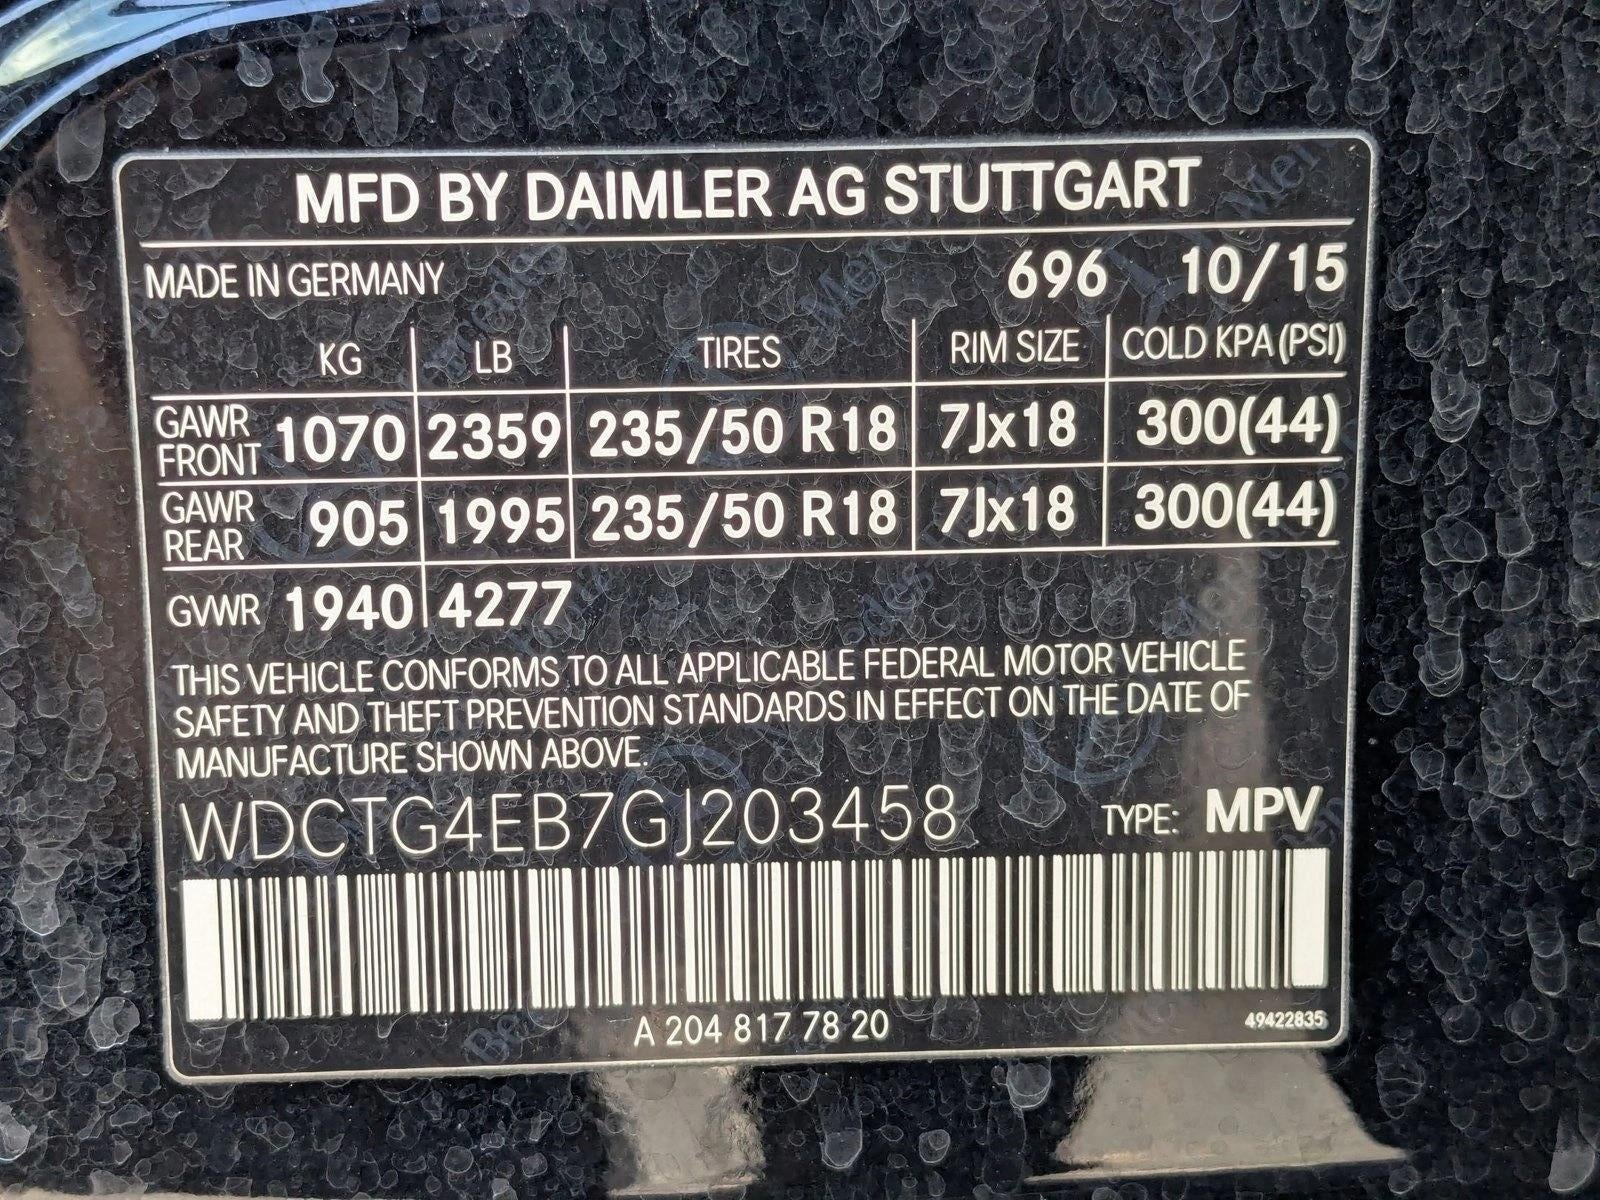 MFD BY DAIMLER AG STUTTGART
MADE IN GERMANY 696 10/15
KG LB TIRES RIM SIZE COLD KPA (PSI)
GAWR FRONT 1070 2359 235/50 R18 7Jx18 300(44)
GAWR REAR 905 1995 235/50 R18 7Jx18 300(44)
GVWR 1940 4277
THIS VEHICLE CONFORMS TO ALL APPLICABLE FEDERAL MOTOR VEHICLE
SAFETY AND THEFT PREVENTION STANDARDS IN EFFECT ON THE DATE OF
MANUFACTURE SHOWN ABOVE.
WDCTG4EB7GJ203458 TYPE: MPV
A 204 817 78 20 49422835